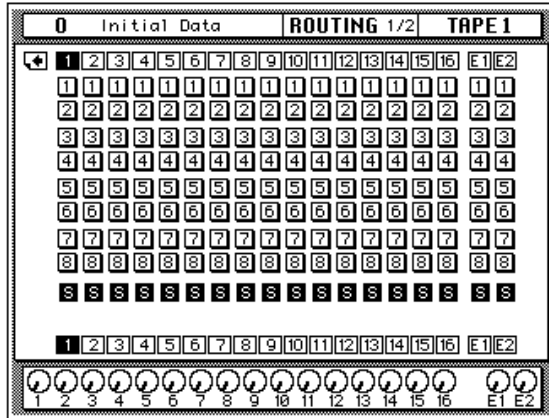 0 Initial Data ROUTING 1/2 TAPE 1
1 2 3 4 5 6 7 8 9 10 11 12 13 14 15 16 E1 E2
1 1 1 1 1 1 1 1 1 1 1 1 1 1 1 1 1 1
2 2 2 2 2 2 2 2 2 2 2 2 2 2 2 2 2 2
3 3 3 3 3 3 3 3 3 3 3 3 3 3 3 3 3 3
4 4 4 4 4 4 4 4 4 4 4 4 4 4 4 4 4 4
5 5 5 5 5 5 5 5 5 5 5 5 5 5 5 5 5 5
6 6 6 6 6 6 6 6 6 6 6 6 6 6 6 6 6 6
7 7 7 7 7 7 7 7 7 7 7 7 7 7 7 7 7 7
8 8 8 8 8 8 8 8 8 8 8 8 8 8 8 8 8 8
S S S S S S S S S S S S S S S S S S
1 2 3 4 5 6 7 8 9 10 11 12 13 14 15 16 E1 E2
1 2 3 4 5 6 7 8 9 10 11 12 13 14 15 16 E1 E2